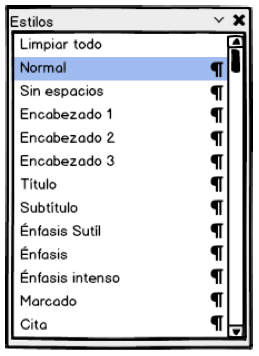 Estilos
Limpiar todo
Normal ¶
Sin espacios ¶
Encabezado 1 ¶
Encabezado 2 ¶
Encabezado 3 ¶
Título ¶
Subtítulo ¶
Énfasis Sutíl ¶
Énfasis ¶
Énfasis intenso ¶
Marcado ¶
Cita ¶